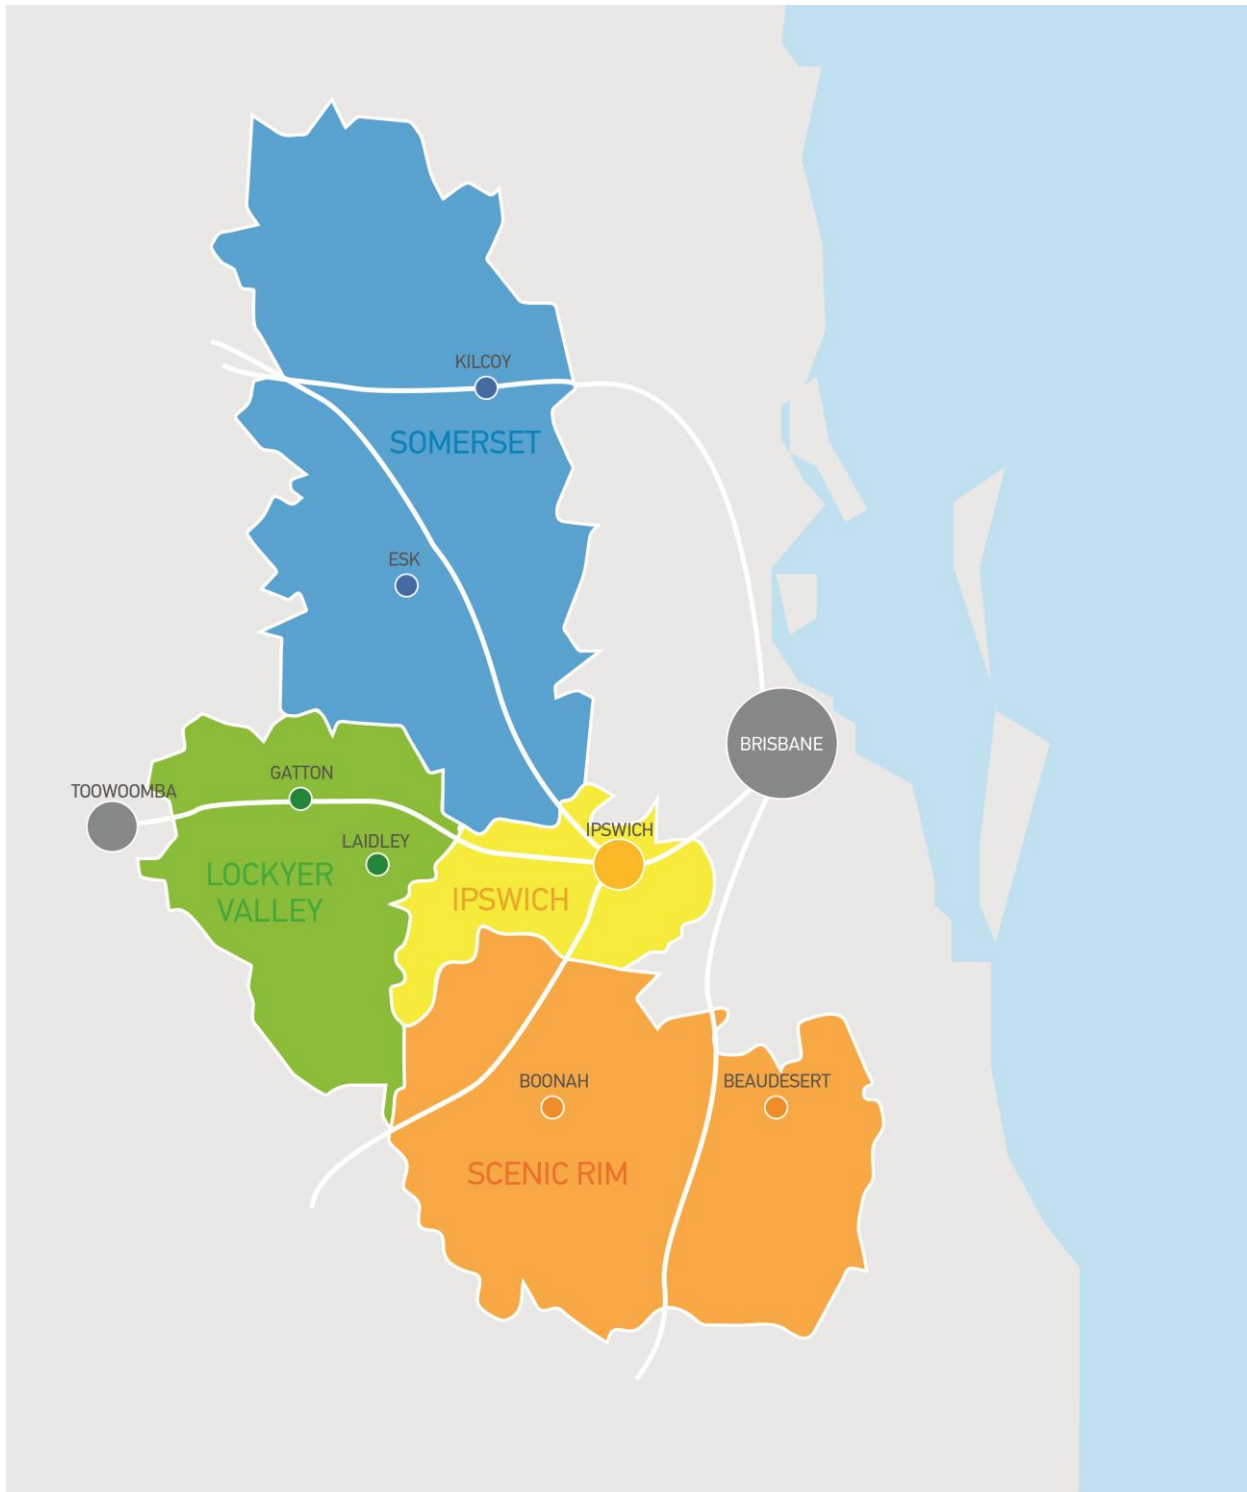 KILCOY
SOMERSET
ESK
BRISBANE
GATTON
TOOWOOMBA
IPSWICH
LAIDLEY
LOCKYER
VALLEY
IPSWICH
BOONAH
BEAUDESERT
SCENIC RIM